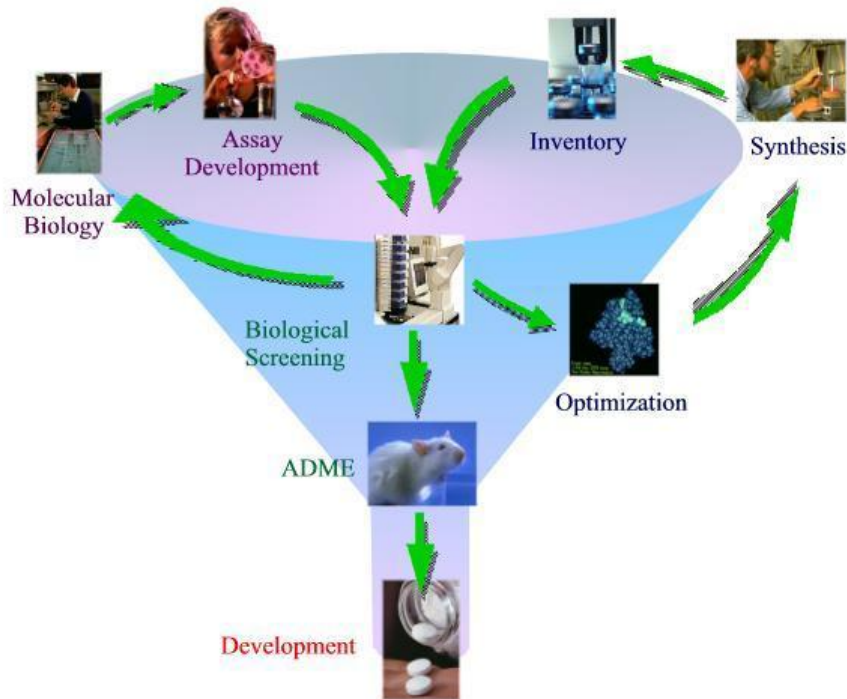 Assay
Development
Inventory
Synthesis
Molecular
Biology
Biological
Screening
Optimization
ADME
Development